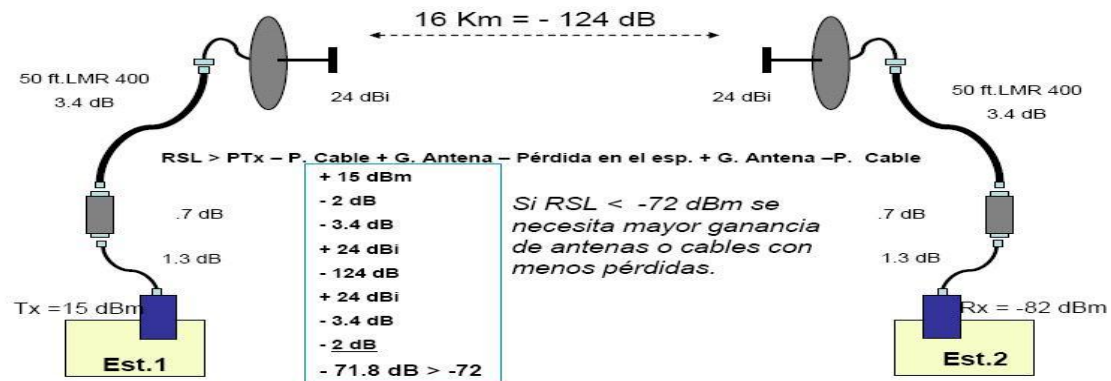 16 Km = - 124 dB
50 ft.LMR 400
3.4 dB
24 dBi
24 dBi
50 ft.LMR 400
3.4 dB
RSL > PTx – P. Cable + G. Antena – Pérdida en el esp. + G. Antena –P. Cable
+ 15 dBm
- 2 dB
- 3.4 dB
+ 24 dBi
- 124 dB
+ 24 dBi
- 3.4 dB
- 2 dB
- 71.8 dB > -72
Si RSL < -72 dBm se
necesita mayor ganancia
de antenas o cables con
menos pérdidas.
.7 dB
1.3 dB
.7 dB
1.3 dB
Tx =15 dBm
Rx = -82 dBm
Est.1
Est.2